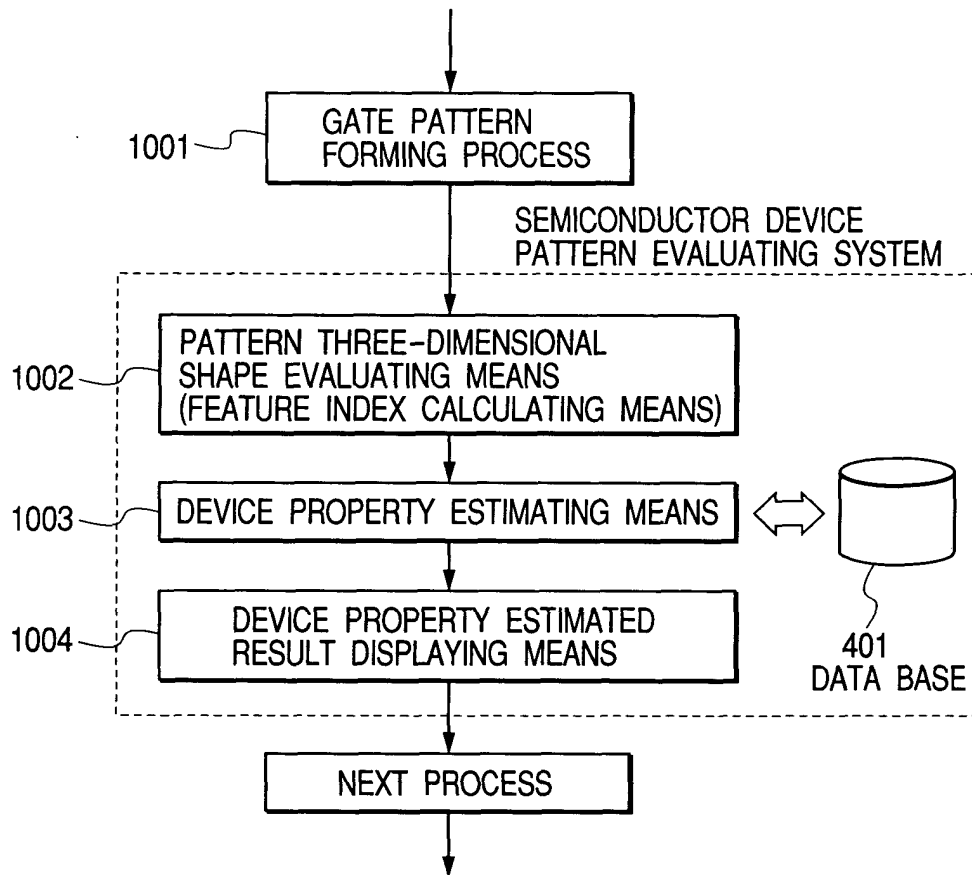 GATE PATTERN
FORMING PROCESS
1001
SEMICONDUCTOR DEVICE
PATTERN EVALUATING SYSTEM
PATTERN THREE-DIMENSIONAL
SHAPE EVALUATING MEANS
(FEATURE INDEX CALCULATING MEANS)
1002
1003
DEVICE PROPERTY ESTIMATING MEANS
1004
DEVICE PROPERTY ESTIMATED
RESULT DISPLAYING MEANS
401
DATA BASE
NEXT PROCESS